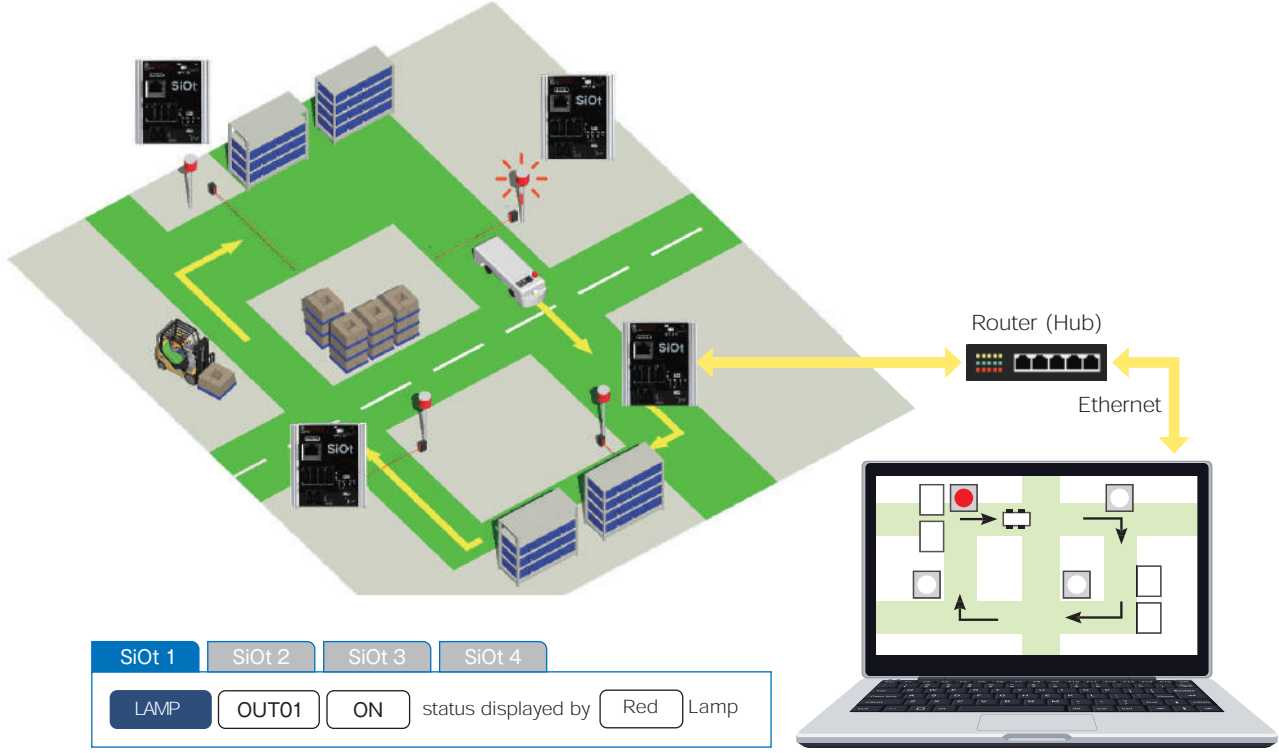 SiOt
SiOt
Router (Hub)
SiOt
Ethernet
SiOt
SiOt 1 SiOt 2 SiOt 3 SiOt 4
LAMP OUT01 ON status displayed by Red Lamp